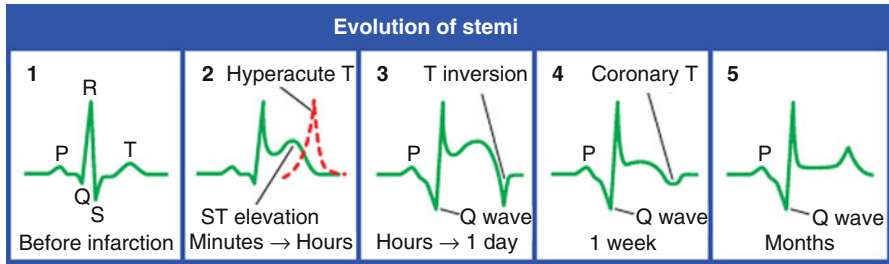 Evolution of stemi
1
R
P
T
Q
S
Before infarction
2 Hyperacute T
ST elevation
Minutes → Hours
3 T inversion
P
Q wave
Hours → 1 day
4 Coronary T
P
Q wave
1 week
5
P
Q wave
Months